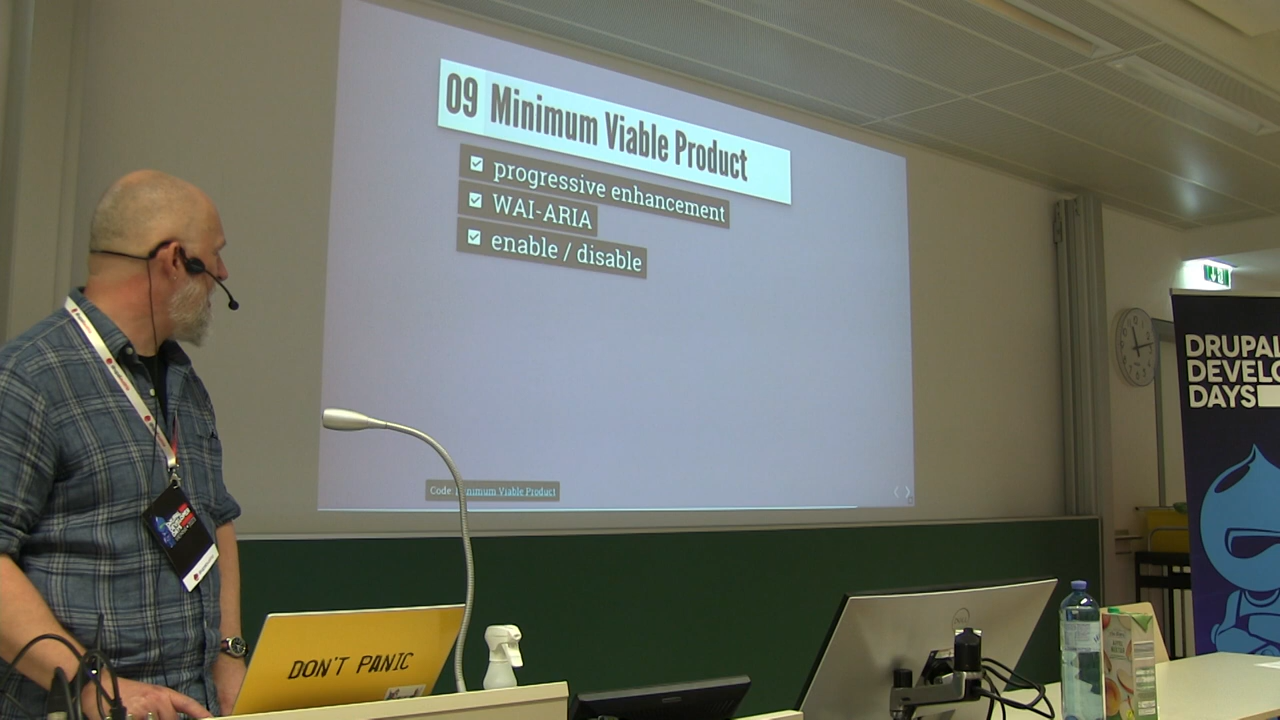 09 Minimum Viable Product
progressive enhancement
WAI-ARIA
enable / disable
Code: Minimum Viable Product
DON'T PANIC
DRUPAL
DEVELO
DAYS